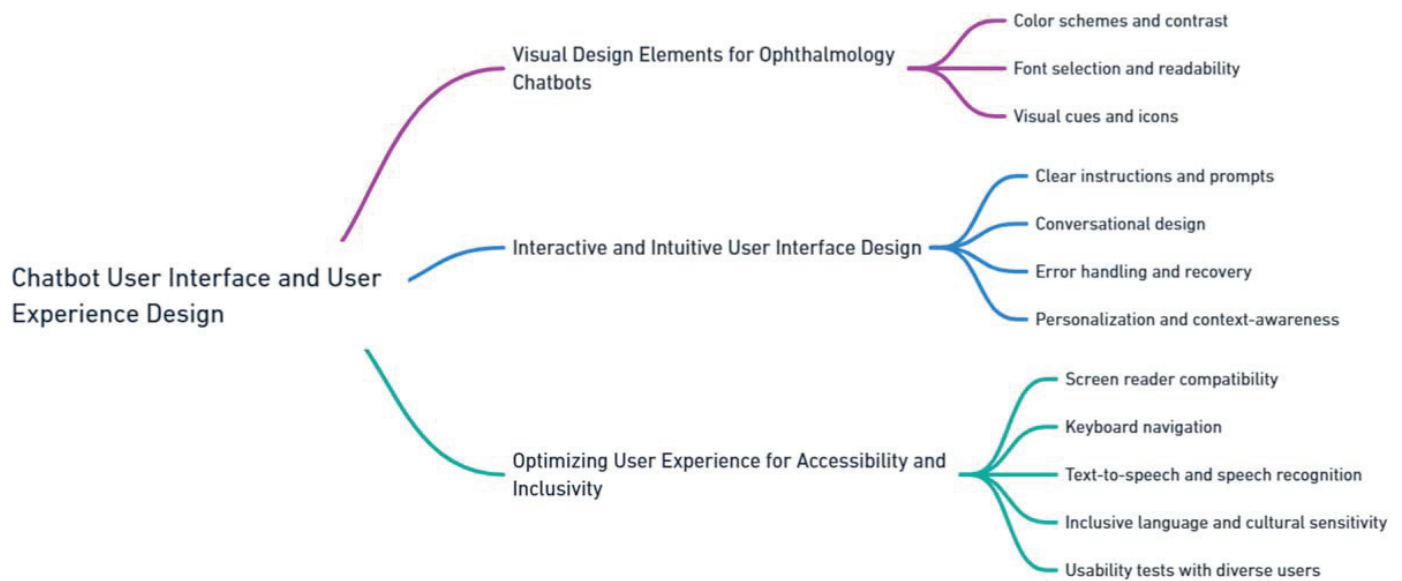 Chatbot User Interface and User
Experience Design
Visual Design Elements for Ophthalmology
Chatbots
Color schemes and contrast
Font selection and readability
Visual cues and icons
Interactive and Intuitive User Interface Design
Clear instructions and prompts
Conversational design
Error handling and recovery
Personalization and context-awareness
Optimizing User Experience for Accessibility and
Inclusivity
Screen reader compatibility
Keyboard navigation
Text-to-speech and speech recognition
Inclusive language and cultural sensitivity
Usability tests with diverse users